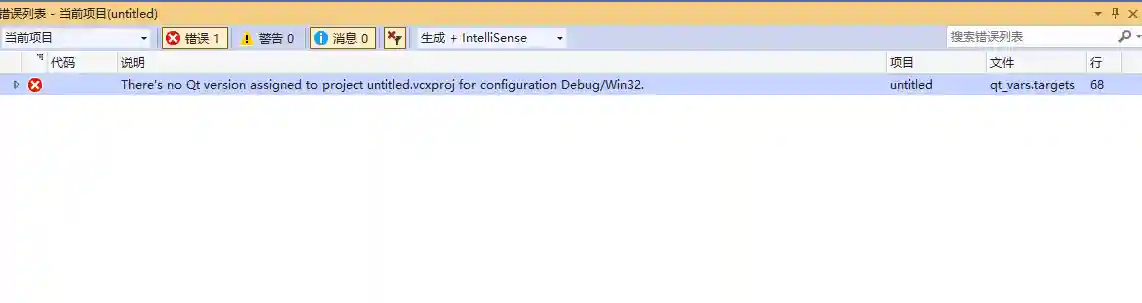 错误列表 - 当前项目(untitled)
当前项目 错误 1 警告 0 消息 0 生成 + IntelliSense 搜索错误列表
代码 说明 项目 文件 行
There's no Qt version assigned to project untitled.vcxproj for configuration Debug/Win32. untitled qt_vars.targets 68